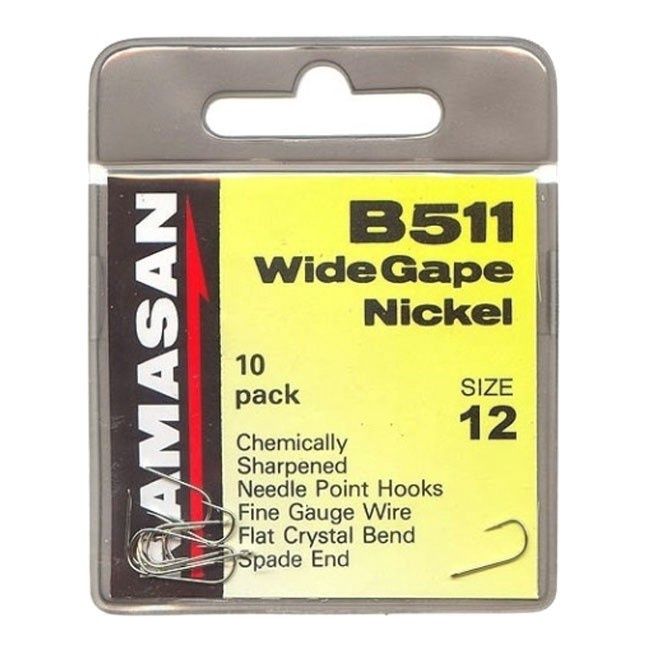 KAMASAN
B511
Wide Gape
Nickel
10
pack
SIZE
12
Chemically
Sharpened
Needle Point Hooks
Fine Gauge Wire
Flat Crystal Bend
Spade End